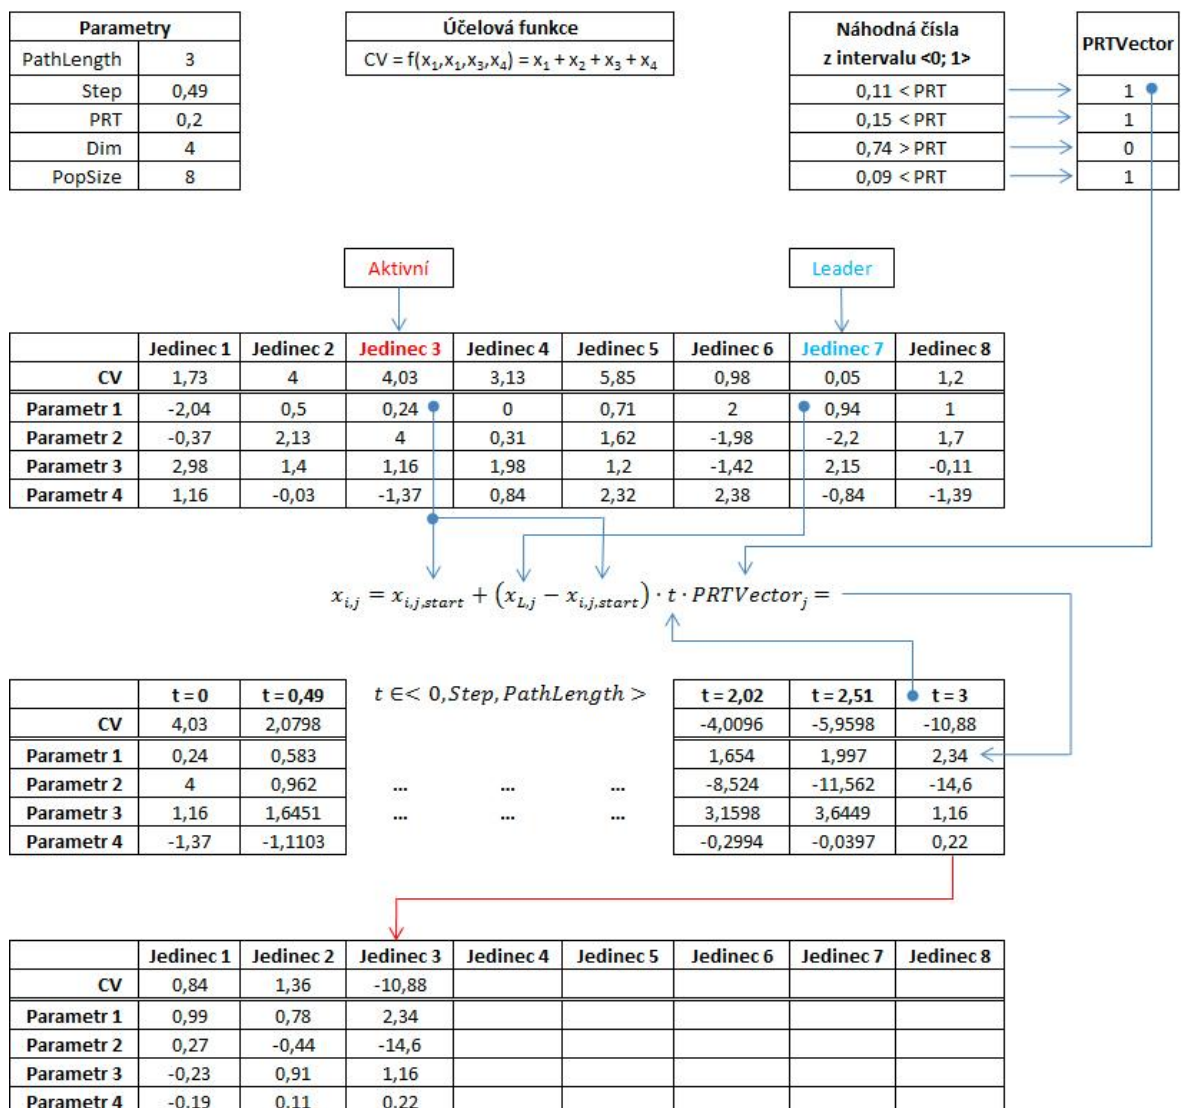 Parametry
PathLength 3
Step 0,49
PRT 0,2
Dim 4
PopSize 8
Účelová funkce
CV = f(x₁,x₁,x₃,x₄) = x₁ + x₂ + x₃ + x₄
Náhodná čísla
z intervalu <0; 1>
0,11 < PRT
0,15 < PRT
0,74 > PRT
0,09 < PRT
PRTVector
1
1
0
1
Aktivní
Leader
Jedinec 1 Jedinec 2 Jedinec 3 Jedinec 4 Jedinec 5 Jedinec 6 Jedinec 7 Jedinec 8
CV 1,73 4 4,03 3,13 5,85 0,98 0,05 1,2
Parametr 1 -2,04 0,5 0,24 0 0,71 2 0,94 1
Parametr 2 -0,37 2,13 4 0,31 1,62 -1,98 -2,2 1,7
Parametr 3 2,98 1,4 1,16 1,98 1,2 -1,42 2,15 -0,11
Parametr 4 1,16 -0,03 -1,37 0,84 2,32 2,38 -0,84 -1,39
x_{i,j} = x_{i,j,start} + (x_{L,j} − x_{i,j,start}) · t · PRTVector_j =
t = 0 t = 0,49 t ∈< 0, Step, PathLength > t = 2,02 t = 2,51 t = 3
CV 4,03 2,0798 -4,0096 -5,9598 -10,88
Parametr 1 0,24 0,583 1,654 1,997 2,34
Parametr 2 4 0,962 ... ... ... -8,524 -11,562 -14,6
Parametr 3 1,16 1,6451 ... ... ... 3,1598 3,6449 1,16
Parametr 4 -1,37 -1,1103 -0,2994 -0,0397 0,22
Jedinec 1 Jedinec 2 Jedinec 3 Jedinec 4 Jedinec 5 Jedinec 6 Jedinec 7 Jedinec 8
CV 0,84 1,36 -10,88
Parametr 1 0,99 0,78 2,34
Parametr 2 0,27 -0,44 -14,6
Parametr 3 -0,23 0,91 1,16
Parametr 4 -0,19 0,11 0,22